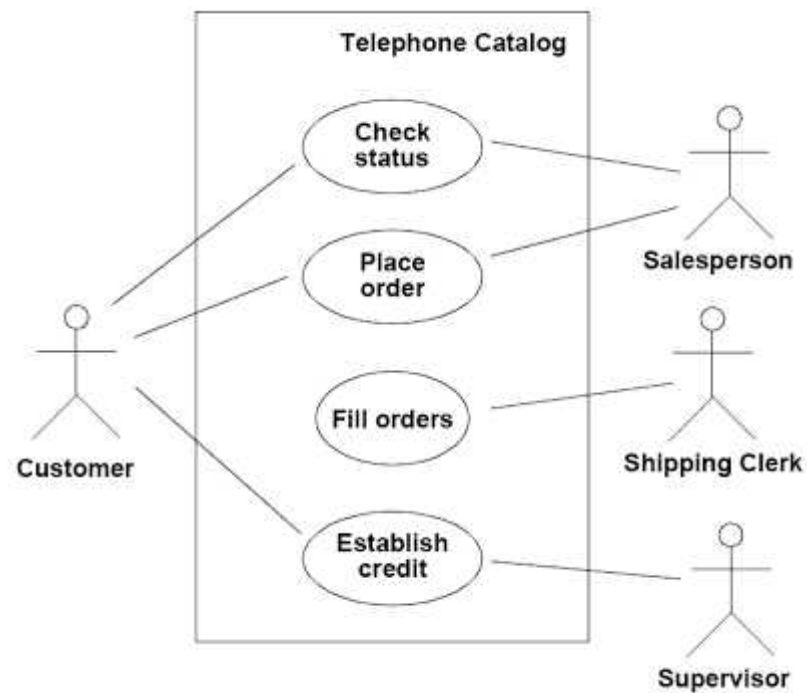 Telephone Catalog
Check
status
Place
order
Salesperson
Fill orders
Customer
Shipping Clerk
Establish
credit
Supervisor